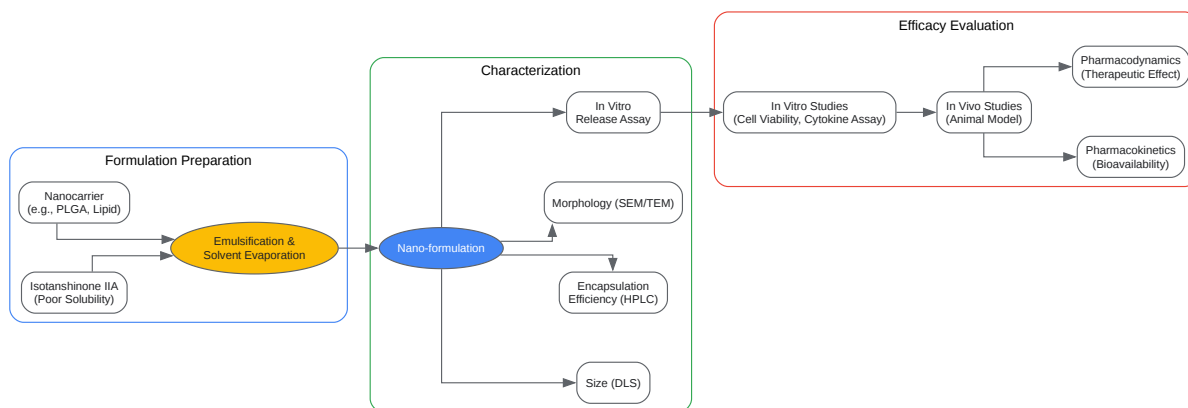 Formulation Preparation
Nanocarrier
(e.g., PLGA, Lipid)
Isotanshinone IIA
(Poor Solubility)
Emulsification &
Solvent Evaporation
Characterization
Nano-formulation
In Vitro
Release Assay
Morphology (SEM/TEM)
Encapsulation
Efficiency (HPLC)
Size (DLS)
Efficacy Evaluation
In Vitro Studies
(Cell Viability, Cytokine Assay)
In Vivo Studies
(Animal Model)
Pharmacodynamics
(Therapeutic Effect)
Pharmacokinetics
(Bioavailability)